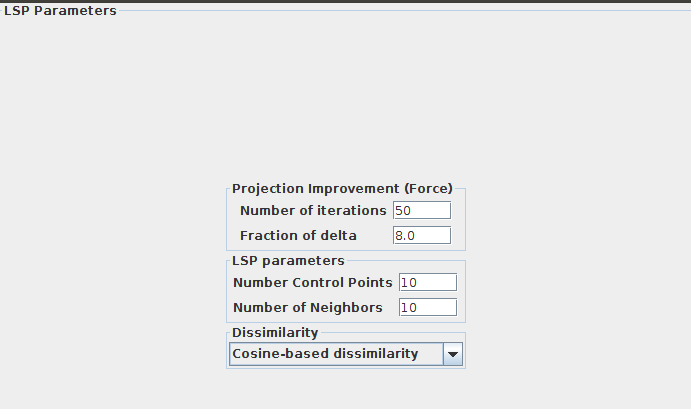 LSP Parameters
Projection Improvement (Force)
Number of iterations 50
Fraction of delta 8.0
LSP parameters
Number Control Points 10
Number of Neighbors 10
Dissimilarity
Cosine-based dissimilarity